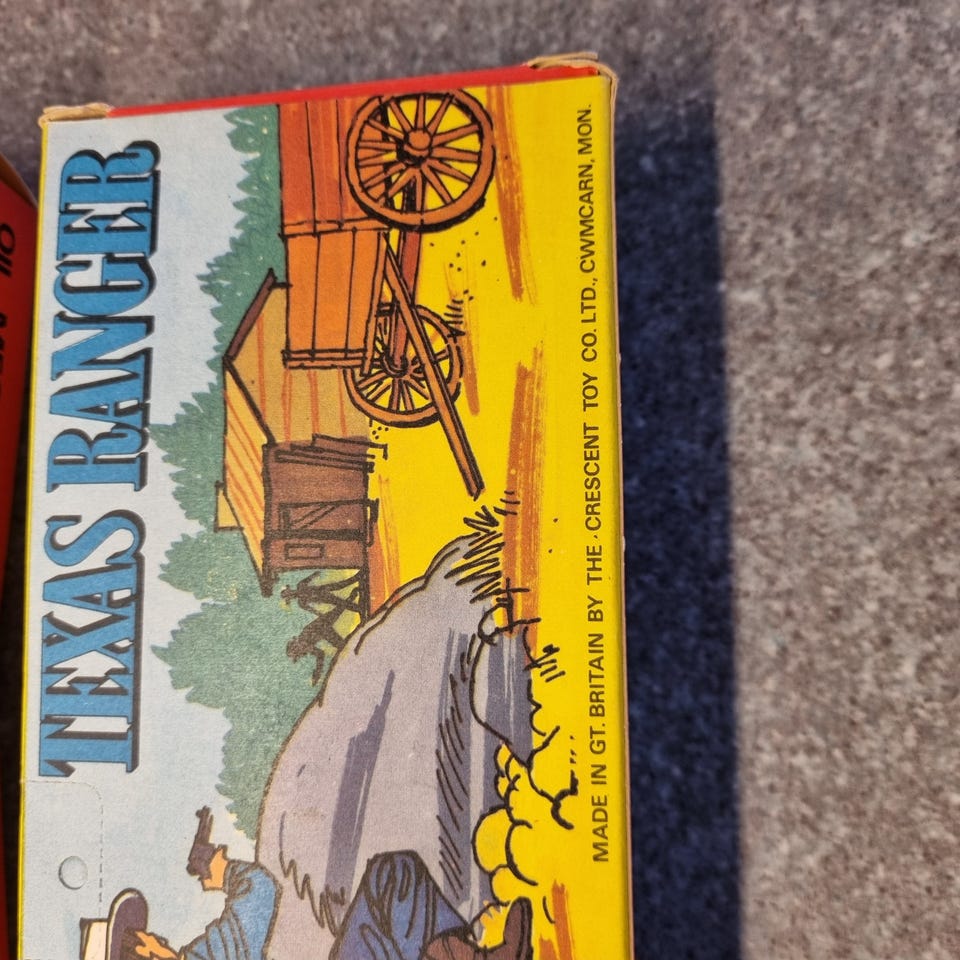 TEXAS RANGER
MADE IN GT. BRITAIN BY THE CRESCENT TOY CO. LTD., CWMCARN, MON.